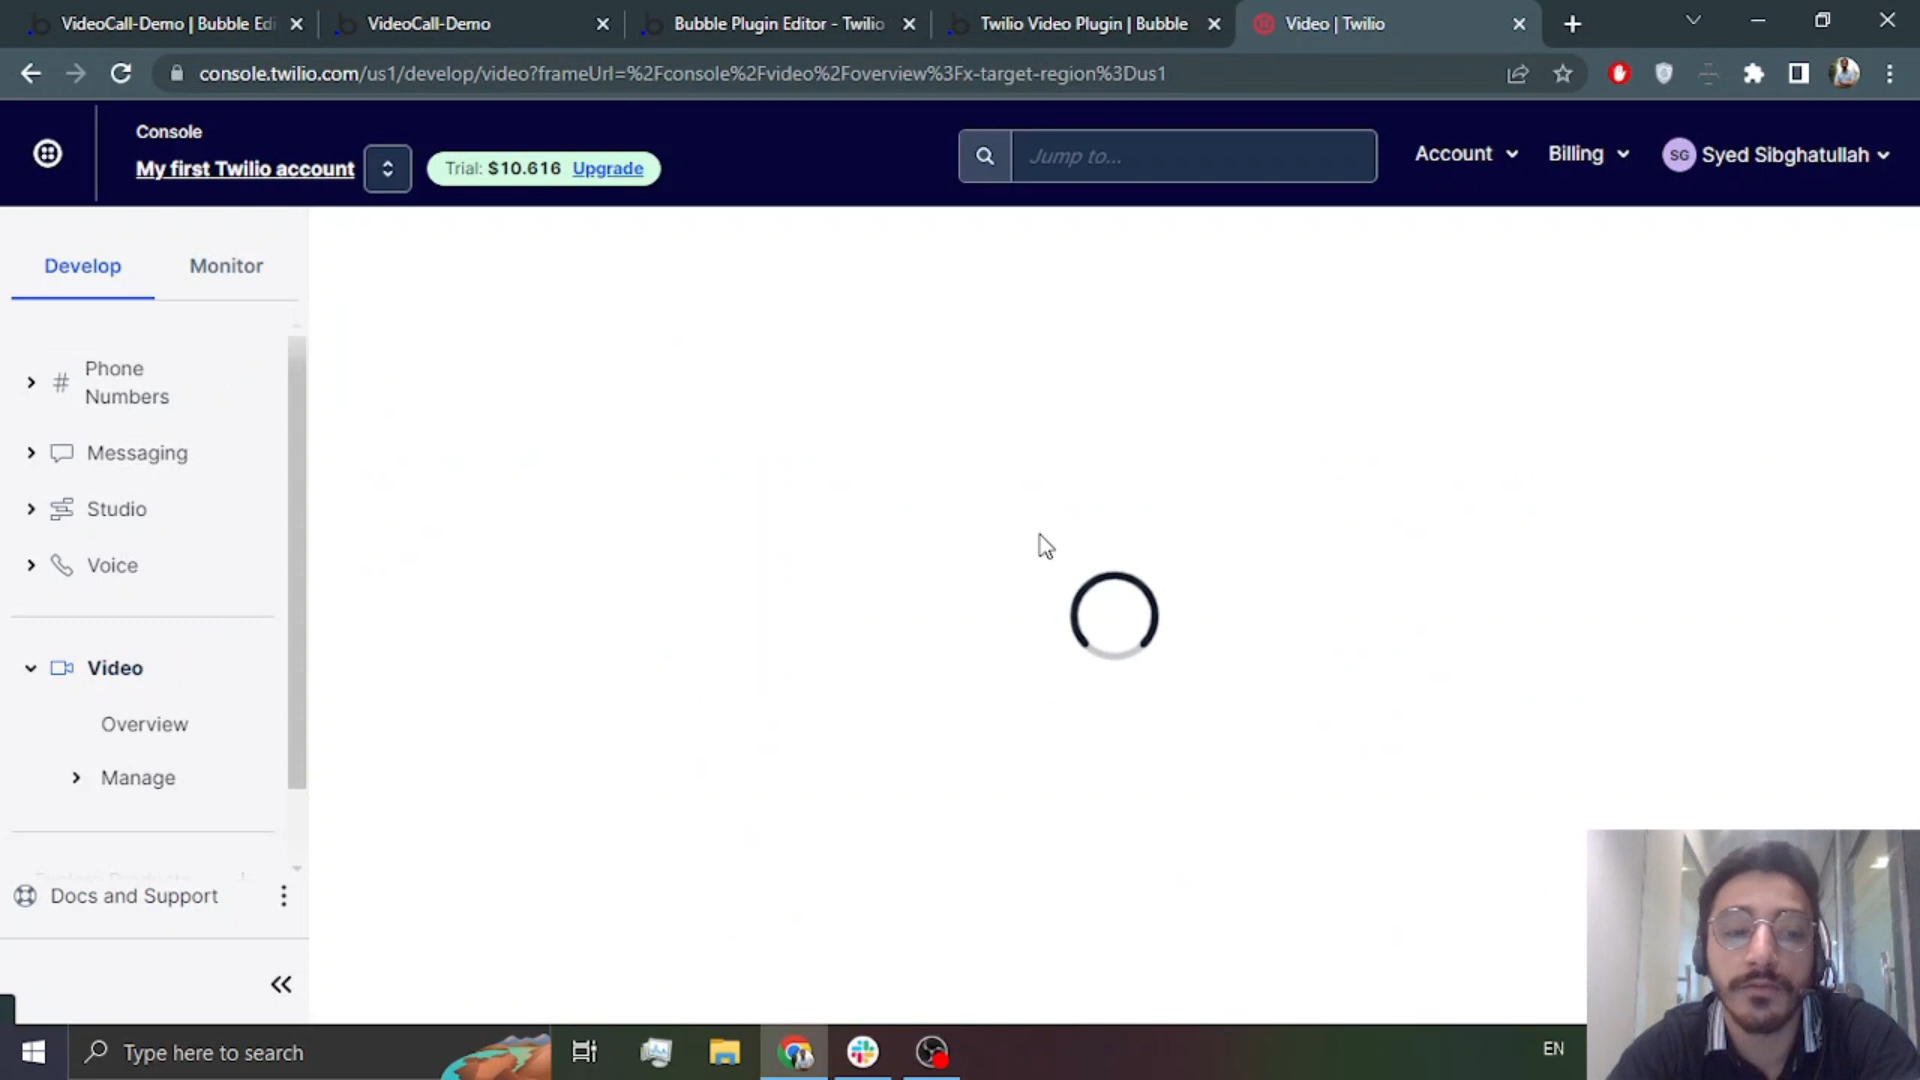 VideoCall-Demo | Bubble Edi
VideoCall-Demo
Bubble Plugin Editor - Twilio
Twilio Video Plugin | Bubble
Video | Twilio
console.twilio.com/us1/develop/video?frameUrl=%2Fconsole%2Fvideo%2Foverview%3Fx-target-region%3Dus1
Console
My first Twilio account
Trial: $10.616 Upgrade
Jump to...
Account
Billing
SG Syed Sibghatullah
Develop
Monitor
# Phone
Numbers
Messaging
Studio
Voice
Video
Overview
Manage
Docs and Support
Type here to search
EN